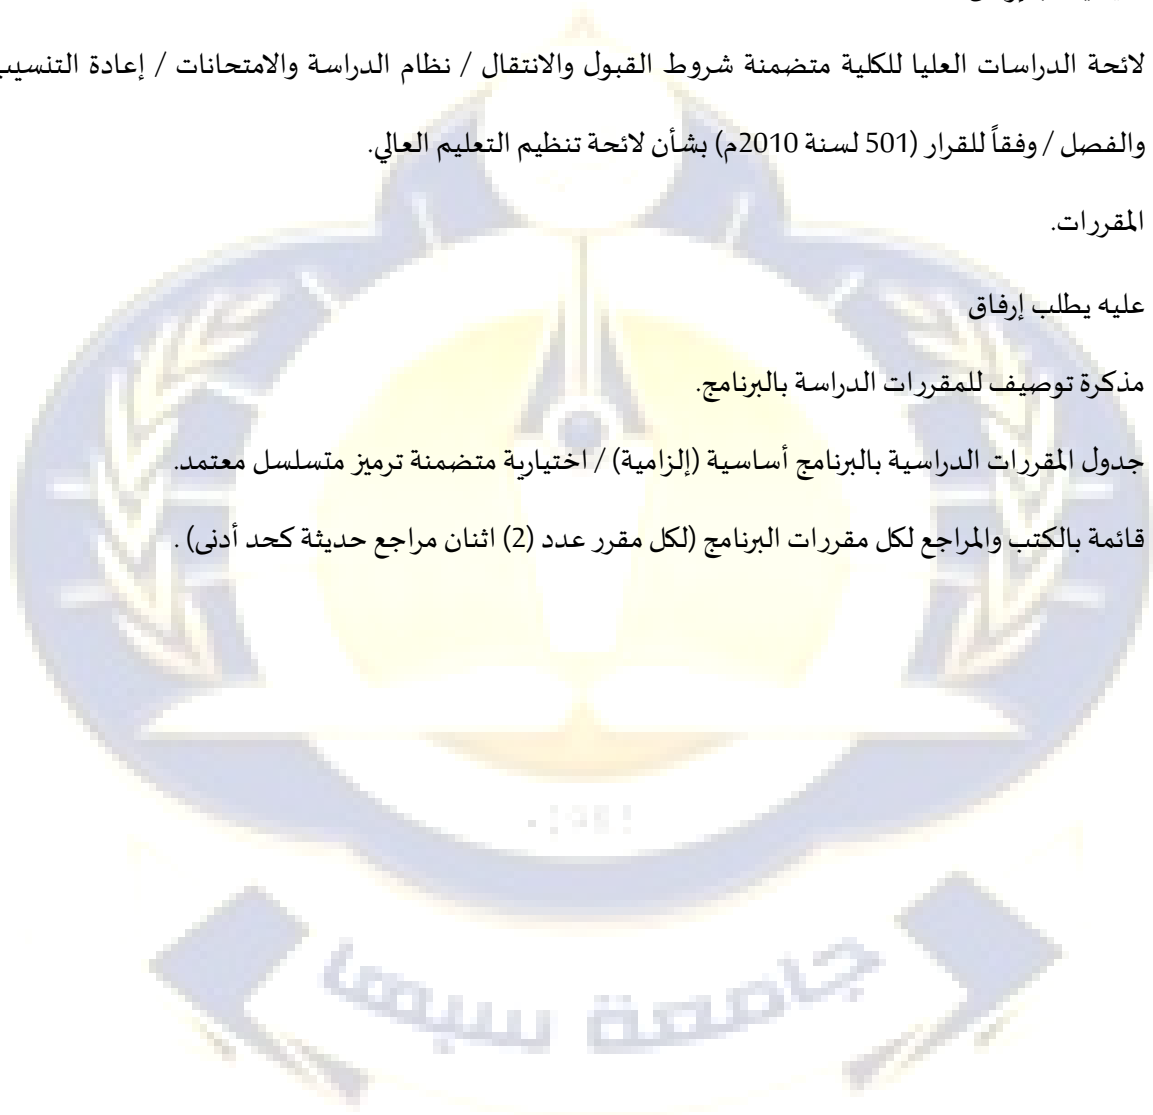 لائحة الدراسات العليا للكلية متضمنة شروط القبول والانتقال / نظام الدراسة والامتحانات / إعادة التنسيب
والفصل / وفقاً للقرار (501 لسنة 2010م) بشأن لائحة تنظيم التعليم العالي.
المقررات.
عليه يطلب إرفاق
مذكرة توصيف للمقررات الدراسة بالبرنامج.
جدول المقررات الدراسية بالبرنامج أساسية (إلزامية) / اختيارية متضمنة ترميز متسلسل معتمد.
قائمة بالكتب والمراجع لكل مقررات البرنامج (لكل مقرر عدد (2) اثنان مراجع حديثة كحد أدنى) .
جامعة سبها